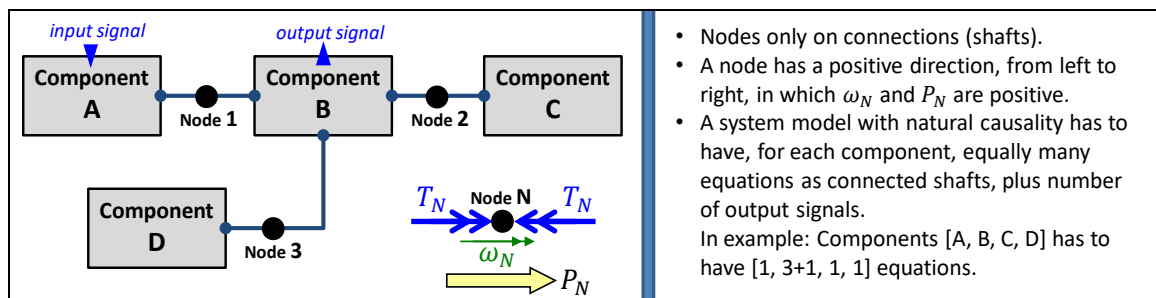 input signal
output signal
Component
A
Component
B
Component
C
Node 1
Node 2
Component
D
Node 3
T_N
Node N
T_N
ω_N
P_N
• Nodes only on connections (shafts).
• A node has a positive direction, from left to
right, in which ω_N and P_N are positive.
• A system model with natural causality has to
have, for each component, equally many
equations as connected shafts, plus number
of output signals.
In example: Components [A, B, C, D] has to
have [1, 3+1, 1, 1] equations.